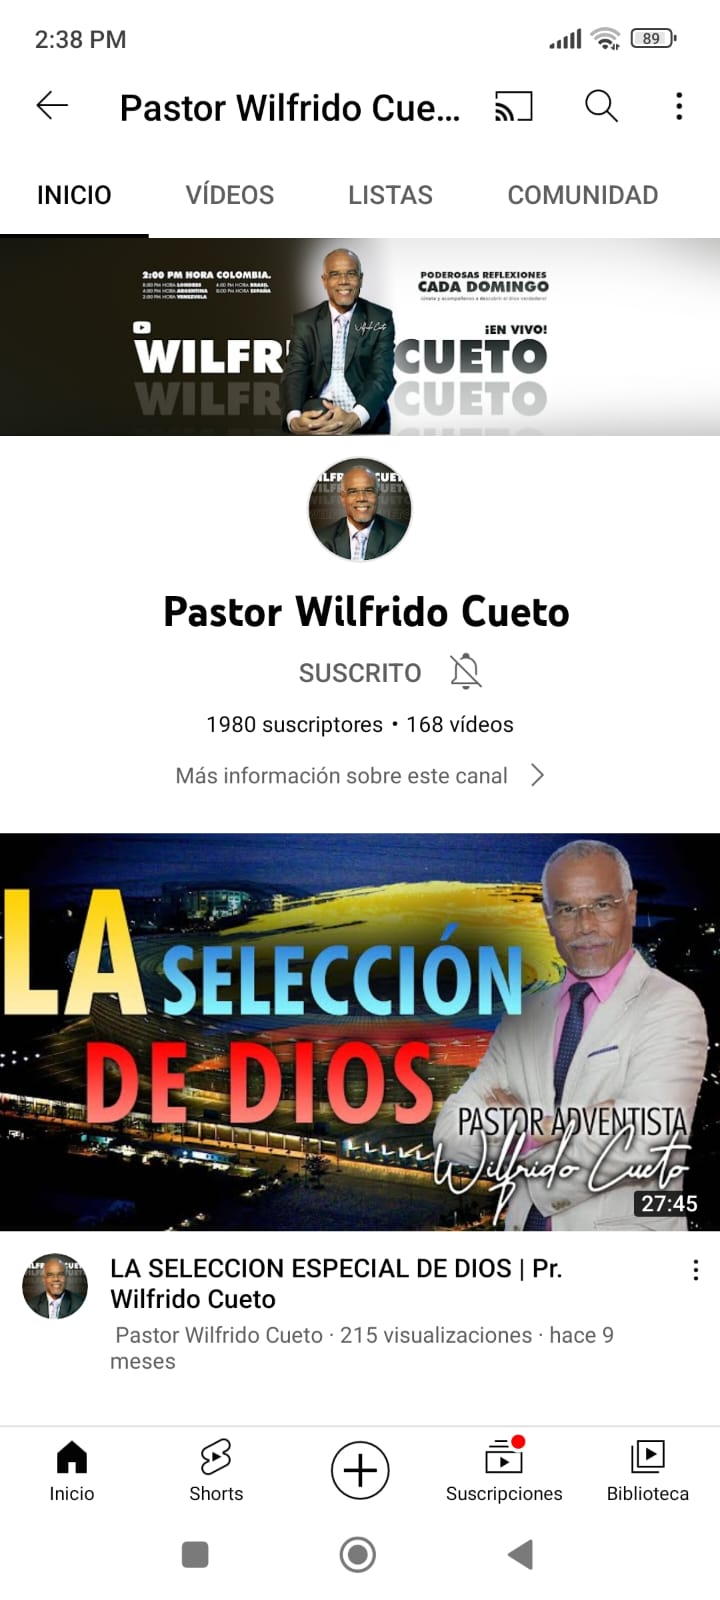 2:38 PM
89
Pastor Wilfrido Cue...
INICIO
VÍDEOS
LISTAS
COMUNIDAD
2:00 PM HORA COLOMBIA.
PODEROSAS REFLEXIONES
CADA DOMINGO
¡EN VIVO!
WILFR CUETO
WILFR CUETO
Pastor Wilfrido Cueto
SUSCRITO
1980 suscriptores • 168 vídeos
Más información sobre este canal
LA SELECCIÓN
DE DIOS
PASTOR ADVENTISTA
Wilfrido Cueto
27:45
LA SELECCION ESPECIAL DE DIOS | Pr.
Wilfrido Cueto
Pastor Wilfrido Cueto · 215 visualizaciones · hace 9
meses
Inicio
Shorts
Suscripciones
Biblioteca